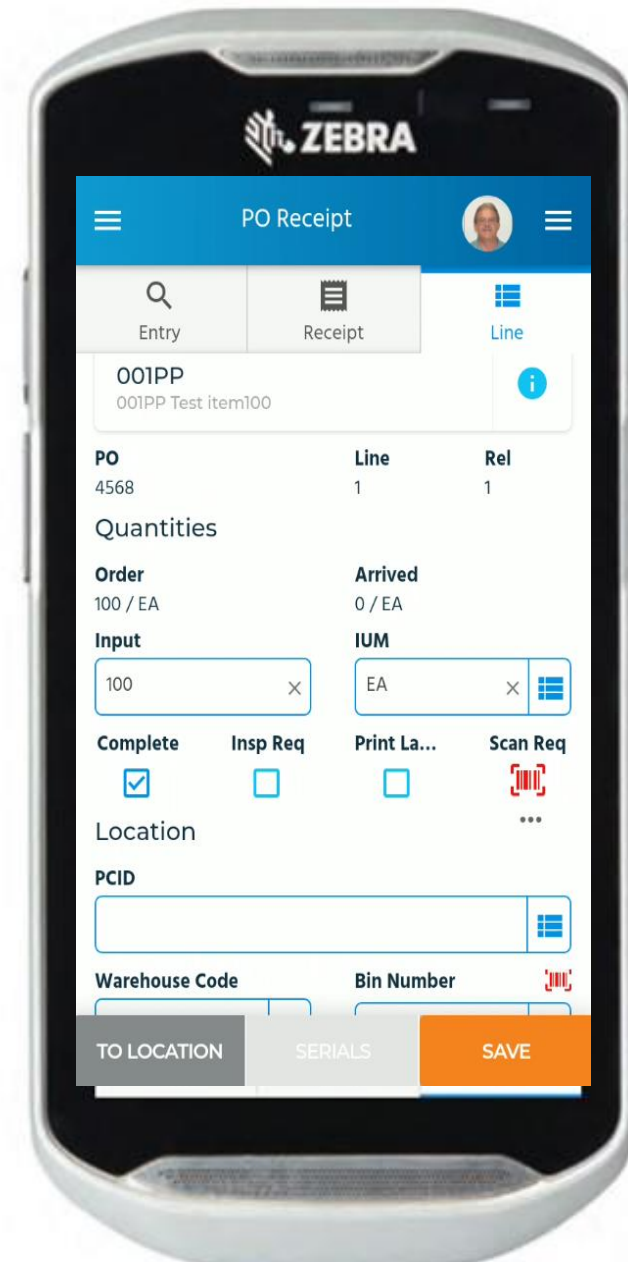 ZEBRA
PO Receipt
Entry Receipt Line
001PP
001PP Test item100
PO Line Rel
4568 1 1
Quantities
Order Arrived
100 / EA 0 / EA
Input IUM
100 EA
Complete Insp Req Print La... Scan Req
Location
PCID
Warehouse Code Bin Number
TO LOCATION SERIALS SAVE